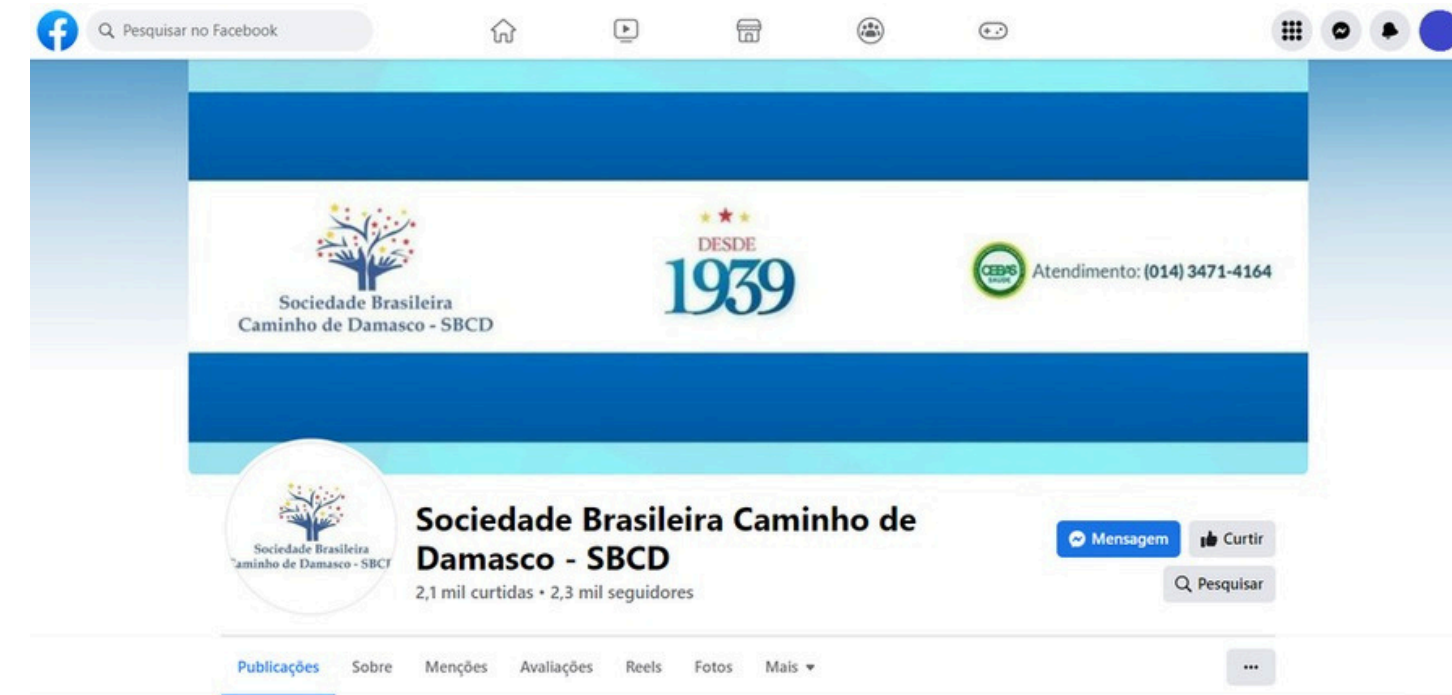 Pesquisar no Facebook
DESDE
1939
CEBAS
SAÚDE
Atendimento: (014) 3471-4164
Sociedade Brasileira
Caminho de Damasco - SBCD
Sociedade Brasileira
Caminho de Damasco - SBCD
Sociedade Brasileira Caminho de
Damasco - SBCD
2,1 mil curtidas • 2,3 mil seguidores
Mensagem
Curtir
Pesquisar
Publicações Sobre Menções Avaliações Reels Fotos Mais